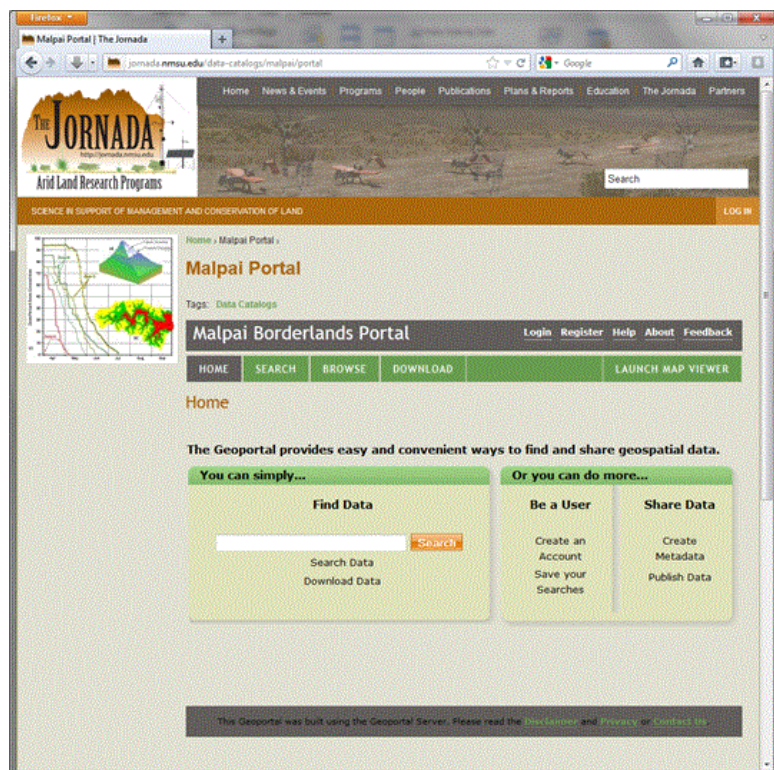 Firefox
Malpai Portal | The Jornada
jornada.nmsu.edu/data-catalogs/malpai/portal
Google
Home News & Events Programs People Publications Plans & Reports Education The Jornada Partners
THE JORNADA
http://jornada.nmsu.edu
Arid Land Research Programs
Search
SCIENCE IN SUPPORT OF MANAGEMENT AND CONSERVATION OF LAND
LOG IN
Home › Malpai Portal ›
Malpai Portal
Tags: Data Catalogs
Malpai Borderlands Portal
Login Register Help About Feedback
HOME SEARCH BROWSE DOWNLOAD LAUNCH MAP VIEWER
Home
The Geoportal provides easy and convenient ways to find and share geospatial data.
You can simply...
Find Data
Search
Search Data
Download Data
Or you can do more...
Be a User
Create an
Account
Save your
Searches
Share Data
Create
Metadata
Publish Data
This Geoportal was built using the Geoportal Server. Please read the Disclaimer and Privacy or Contact Us.